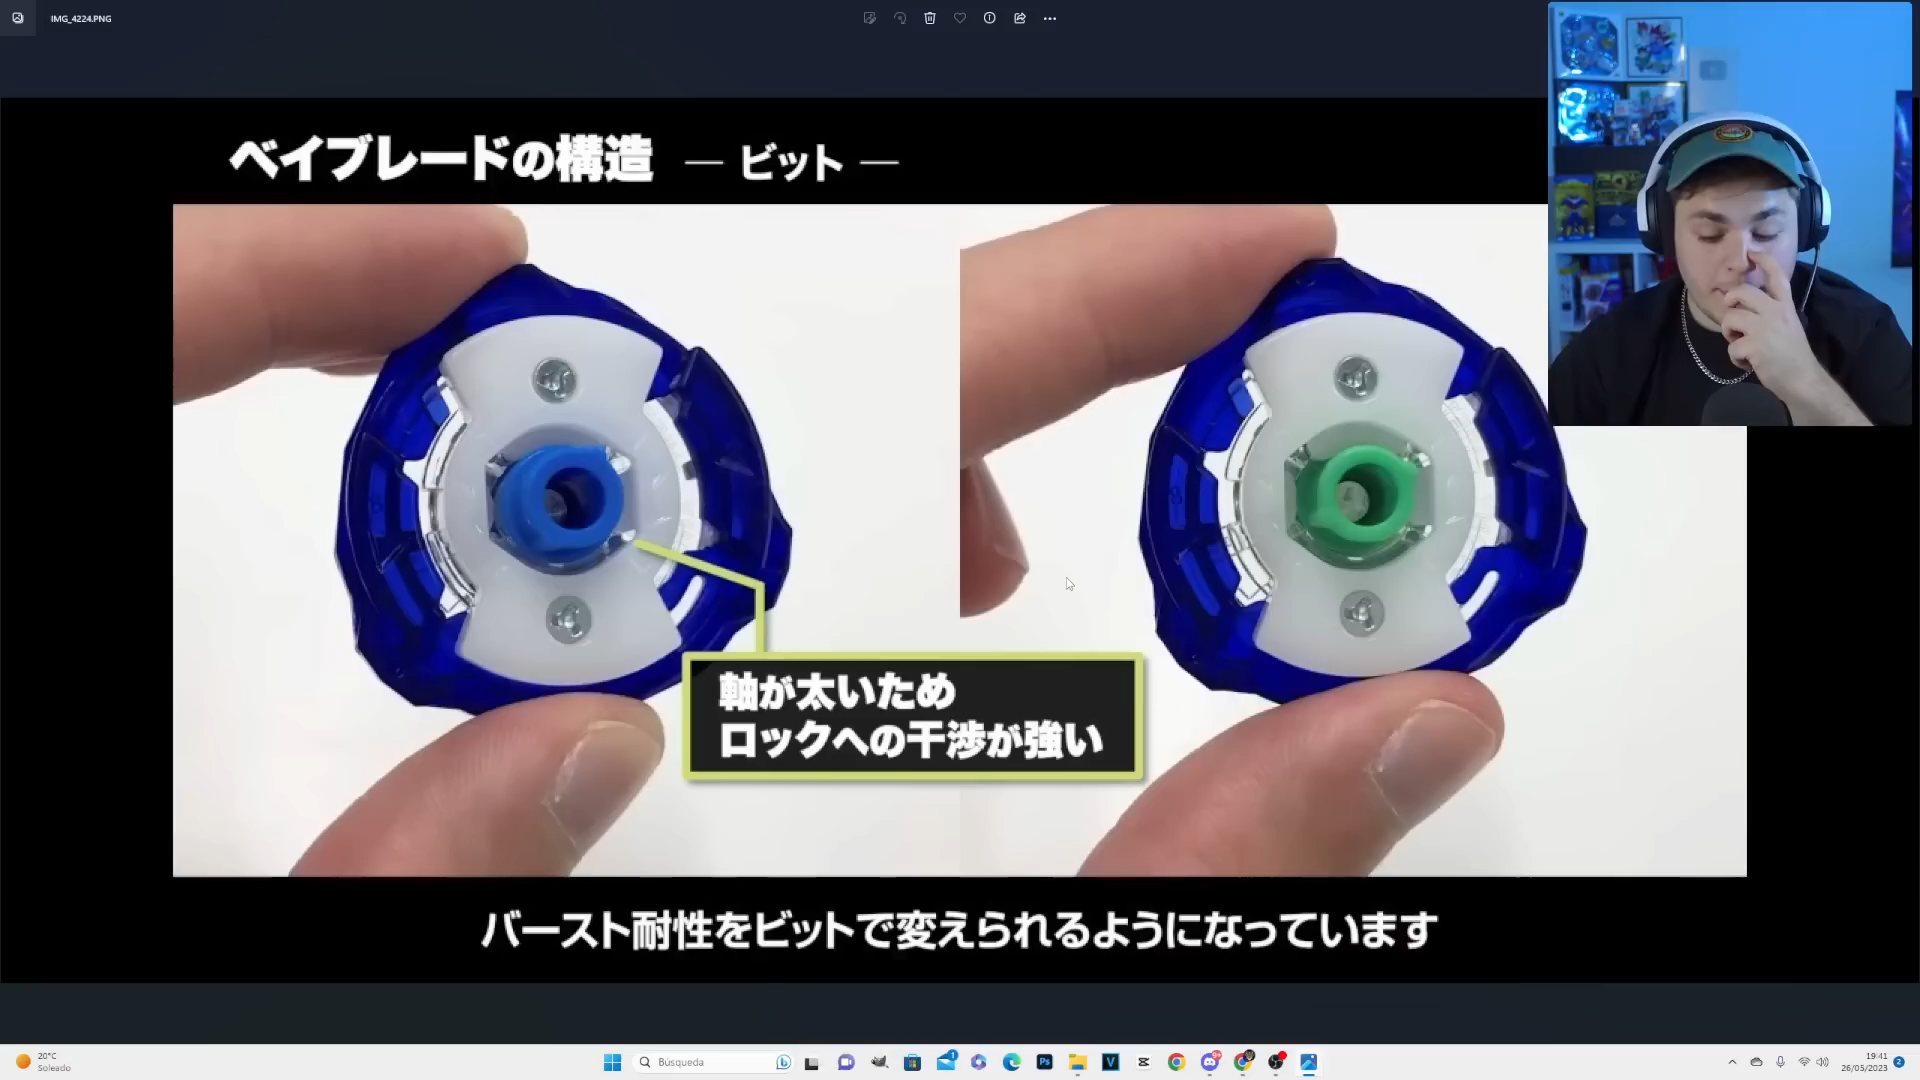 IMG_4224.PNG
ベイブレードの構造 ― ビット ―
軸が太いため
ロックへの干渉が強い
バースト耐性をビットで変えられるようになっています
20°C
Soleado
Búsqueda
19:41
26/05/2023